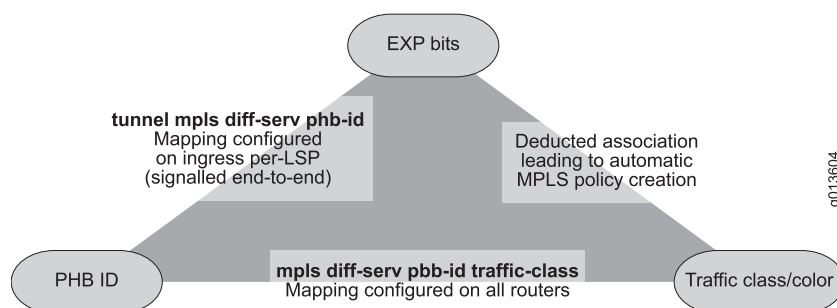 EXP bits
tunnel mpls diff-serv phb-id
Mapping configured
on ingress per-LSP
(signalled end-to-end)
Deducted association
leading to automatic
MPLS policy creation
g013604
PHB ID
mpls diff-serv pbb-id traffic-class
Mapping configured on all routers
Traffic class/color